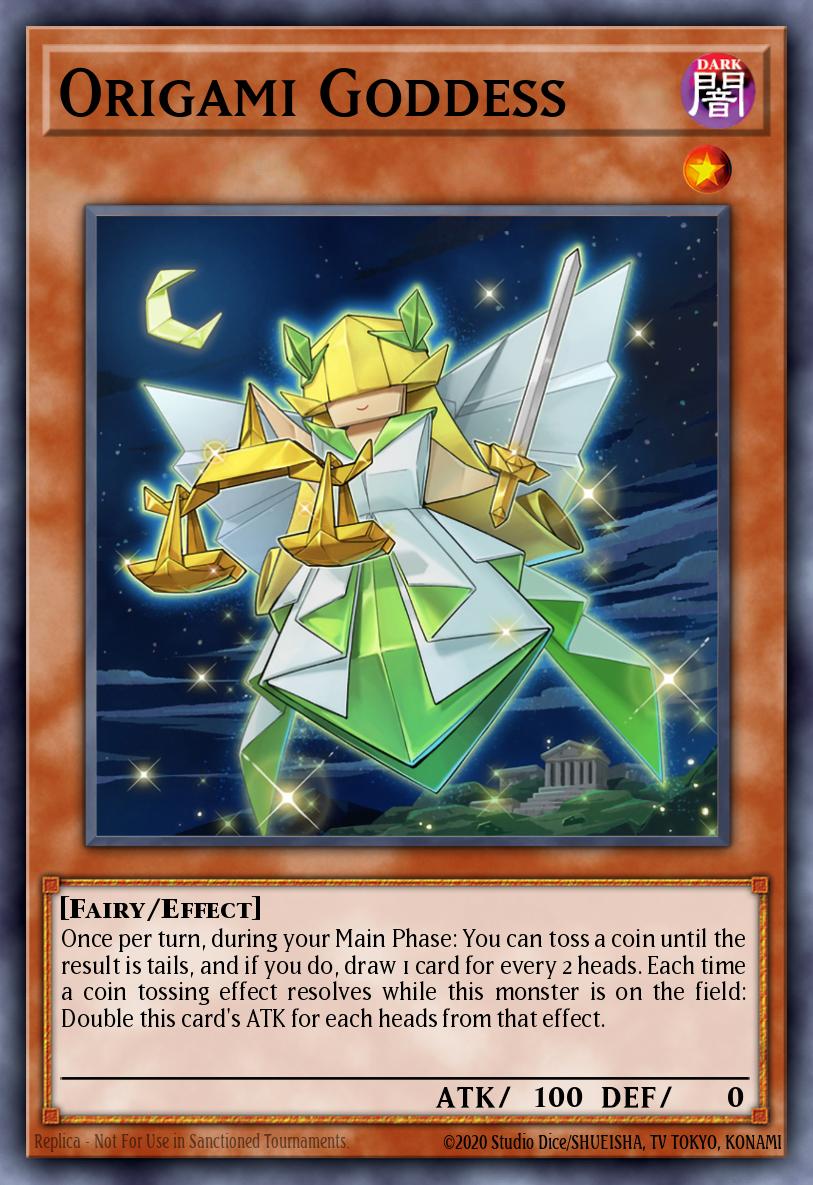 Origami Goddess
DARK
闇
[Fairy/Effect]
Once per turn, during your Main Phase: You can toss a coin until the
result is tails, and if you do, draw 1 card for every 2 heads. Each time
a coin tossing effect resolves while this monster is on the field:
Double this card's ATK for each heads from that effect.
ATK/ 100 DEF/ 0
Replica - Not For Use in Sanctioned Tournaments.
©2020 Studio Dice/SHUEISHA, TV TOKYO, KONAMI